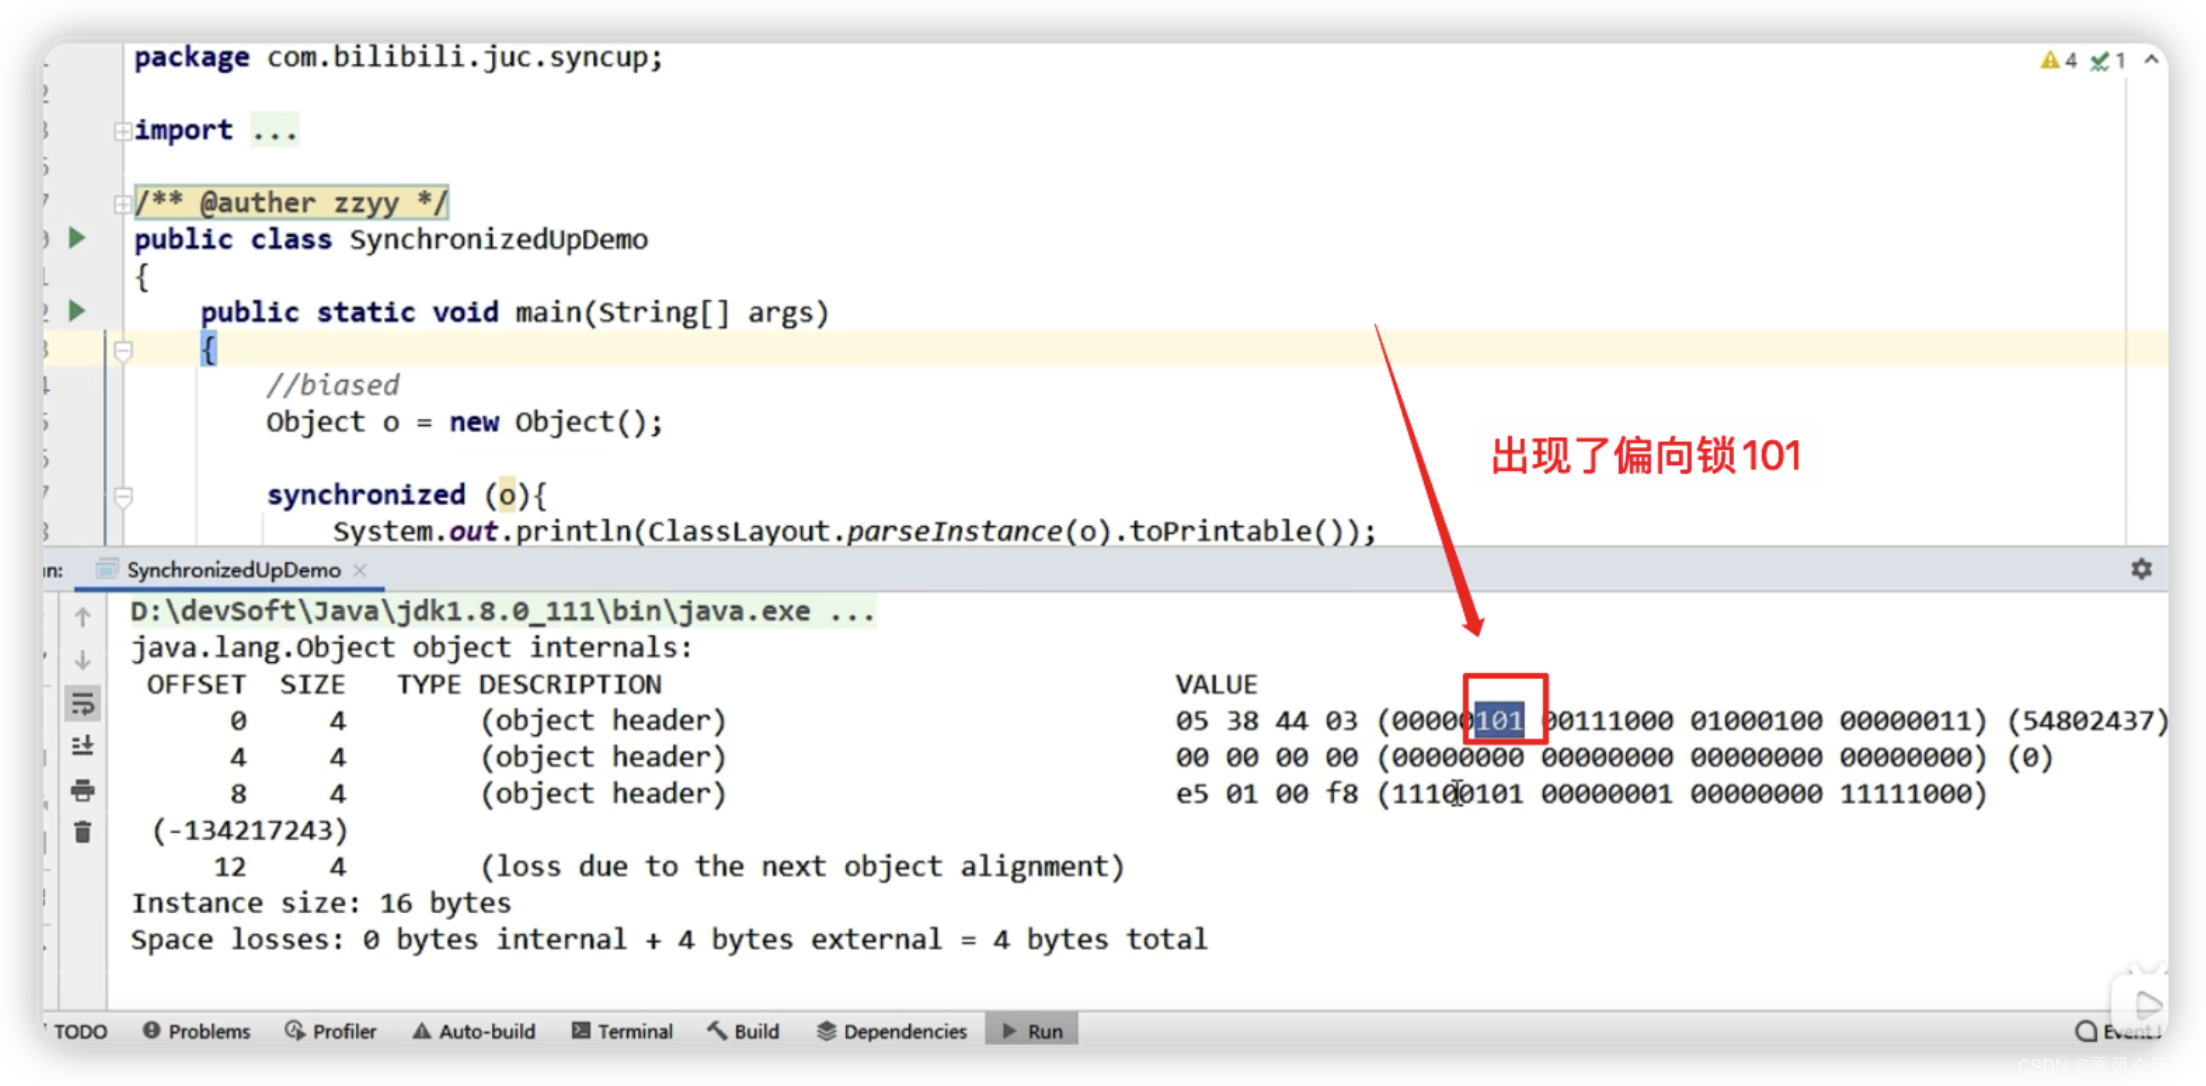 package com.bilibili.juc.syncup;
4 1
import ...
/** @auther zzyy */
public class SynchronizedUpDemo
{
public static void main(String[] args)
{
//biased
Object o = new Object();
出现了偏向锁101
synchronized (o){
System.out.println(ClassLayout.parseInstance(o).toPrintable());
SynchronizedUpDemo
D:\devSoft\Java\jdk1.8.0_111\bin\java.exe ...
java.lang.Object object internals:
OFFSET SIZE TYPE DESCRIPTION VALUE
0 4 (object header) 05 38 44 03 (00000101 00111000 01000100 00000011) (54802437)
4 4 (object header) 00 00 00 00 (00000000 00000000 00000000 00000000) (0)
8 4 (object header) e5 01 00 f8 (11100101 00000001 00000000 11111000)
(-134217243)
12 4 (loss due to the next object alignment)
Instance size: 16 bytes
Space losses: 0 bytes internal + 4 bytes external = 4 bytes total
TODO Problems Profiler Auto-build Terminal Build Dependencies Run Event